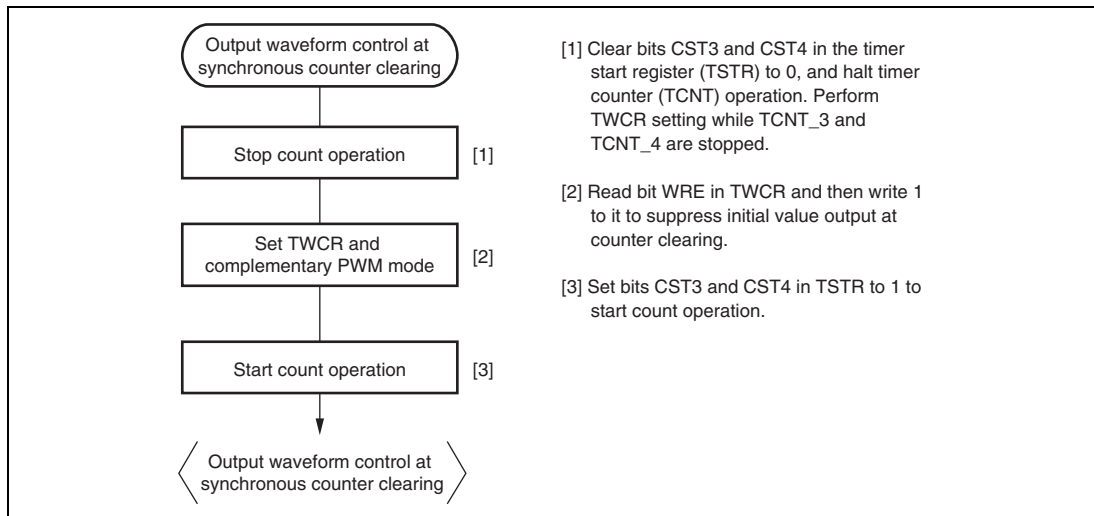 Output waveform control at
synchronous counter clearing
Stop count operation
[1]
Set TWCR and
complementary PWM mode
[2]
Start count operation
[3]
Output waveform control at
synchronous counter clearing
[1] Clear bits CST3 and CST4 in the timer
start register (TSTR) to 0, and halt timer
counter (TCNT) operation. Perform
TWCR setting while TCNT_3 and
TCNT_4 are stopped.
[2] Read bit WRE in TWCR and then write 1
to it to suppress initial value output at
counter clearing.
[3] Set bits CST3 and CST4 in TSTR to 1 to
start count operation.